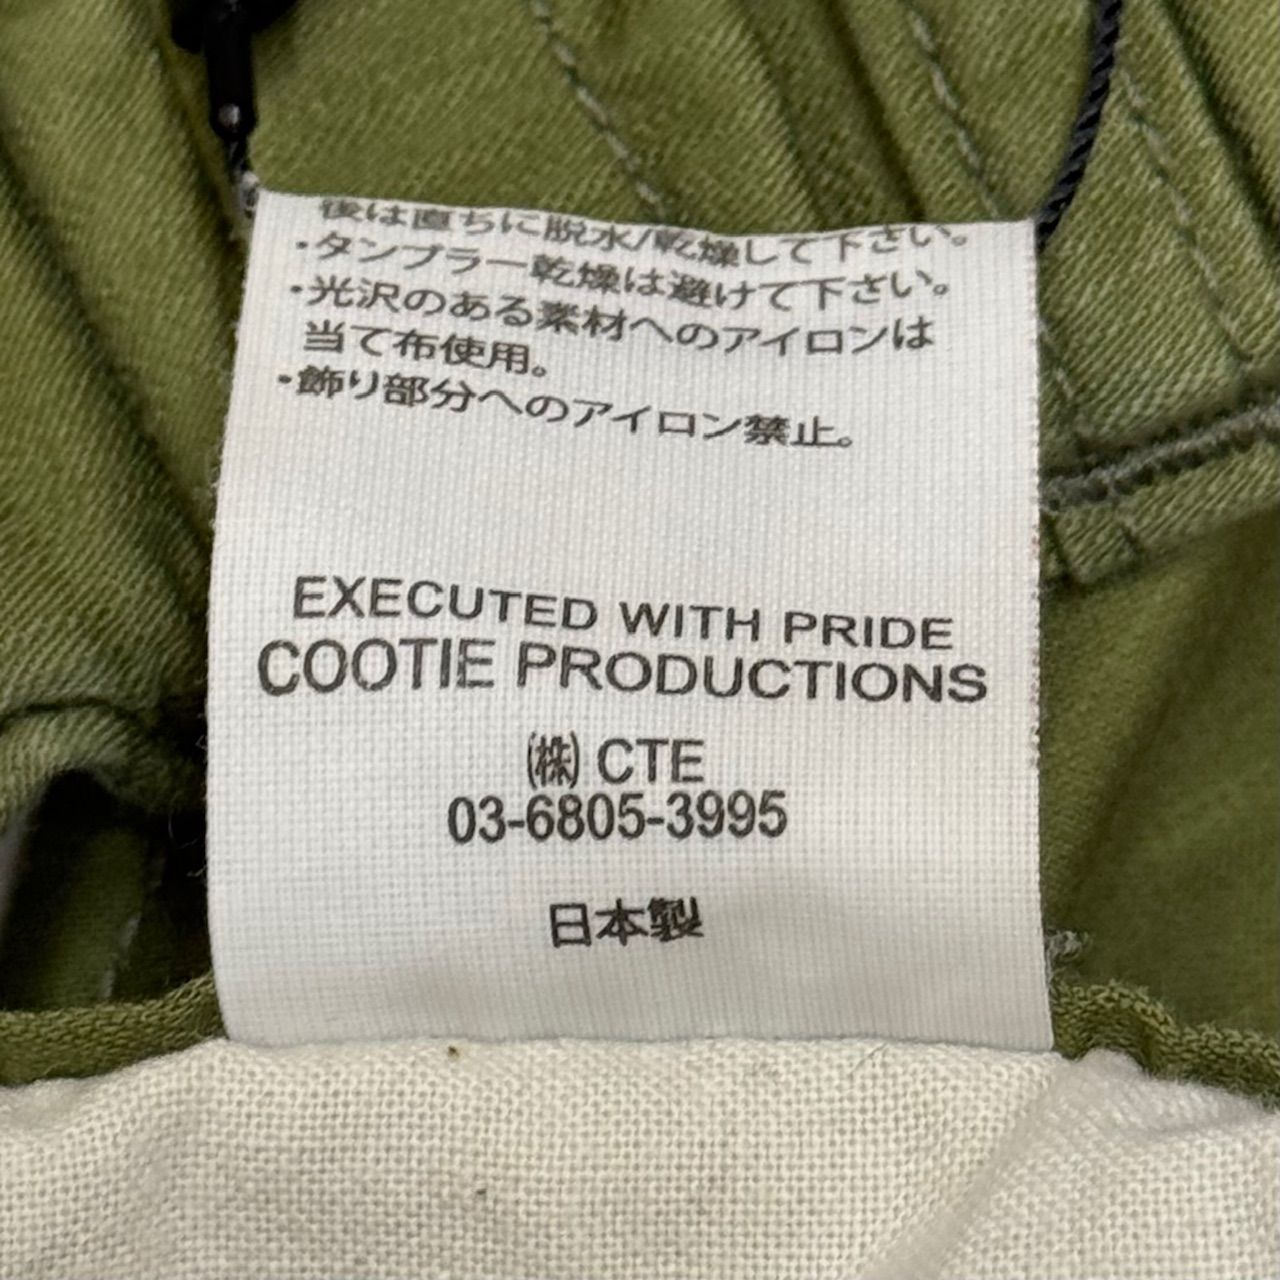 後は直ちに脱水/乾燥して下さい。
・タンブラー乾燥は避けて下さい。
・光沢のある素材へのアイロンは
当て布使用。
・飾り部分へのアイロン禁止。
EXECUTED WITH PRIDE
COOTIE PRODUCTIONS
㈱ CTE
03-6805-3995
日本製